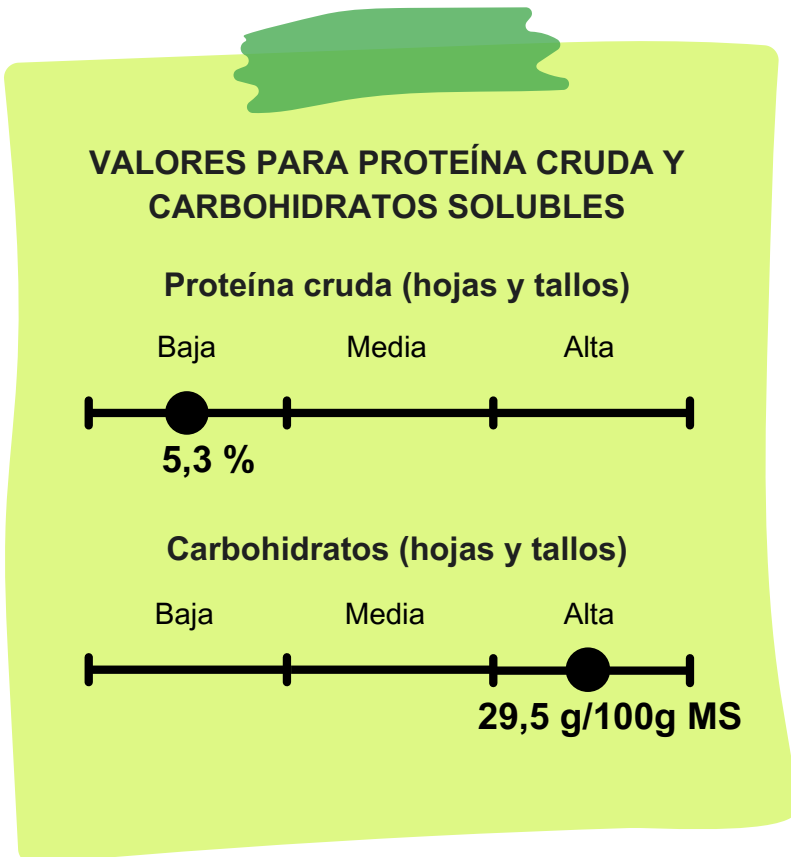 VALORES PARA PROTEÍNA CRUDA Y
CARBOHIDRATOS SOLUBLES
Proteína cruda (hojas y tallos)
Baja Media Alta
5,3 %
Carbohidratos (hojas y tallos)
Baja Media Alta
29,5 g/100g MS